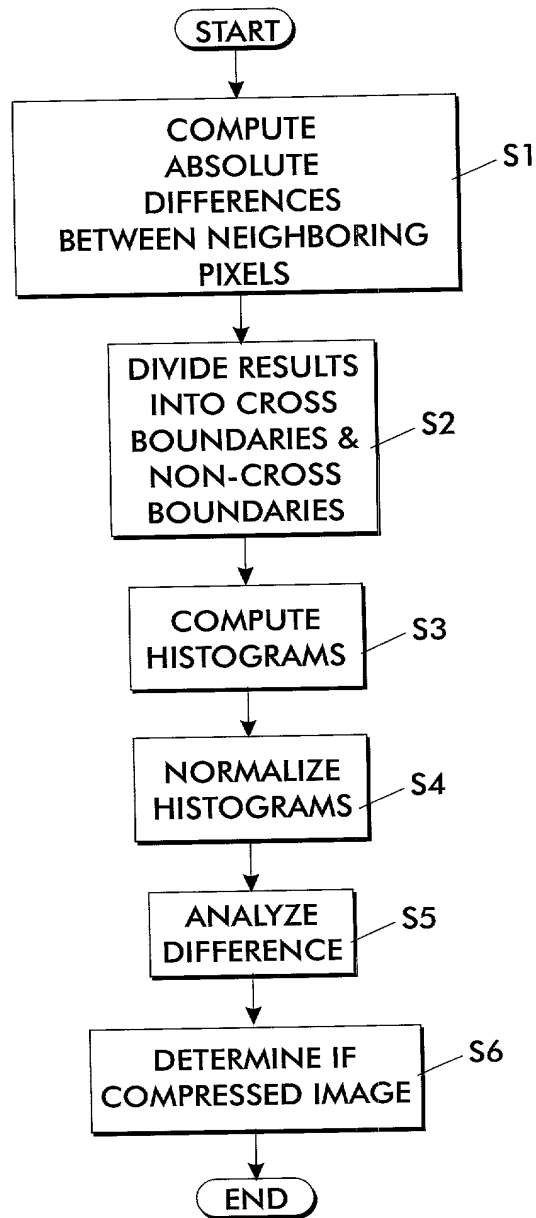 START
COMPUTE
ABSOLUTE
DIFFERENCES
BETWEEN NEIGHBORING
PIXELS
S1
DIVIDE RESULTS
INTO CROSS
BOUNDARIES &
NON-CROSS
BOUNDARIES
S2
COMPUTE
HISTOGRAMS
S3
NORMALIZE
HISTOGRAMS
S4
ANALYZE
DIFFERENCE
S5
DETERMINE IF
COMPRESSED IMAGE
S6
END